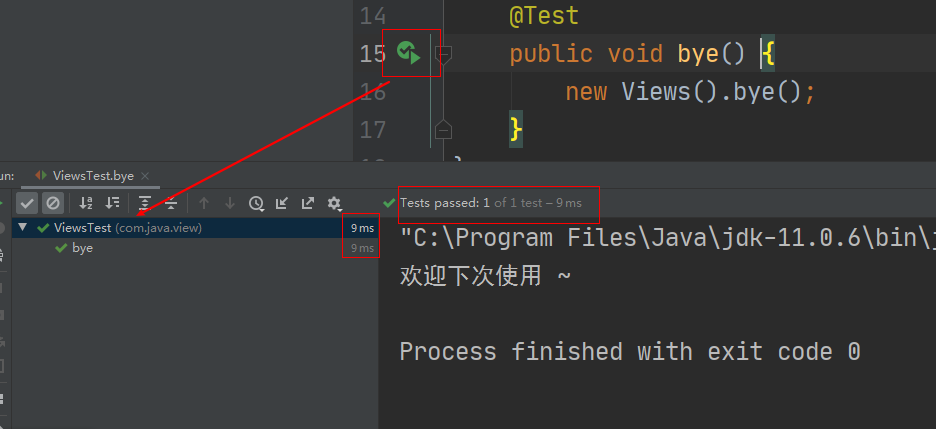 14 @Test
15 public void bye() {
16 new Views().bye();
17 }
un: ViewsTest.bye ×
Tests passed: 1 of 1 test – 9 ms
ViewsTest (com.java.view) 9 ms
bye 9 ms
"C:\Program Files\Java\jdk-11.0.6\bin\j
欢迎下次使用 ~
Process finished with exit code 0